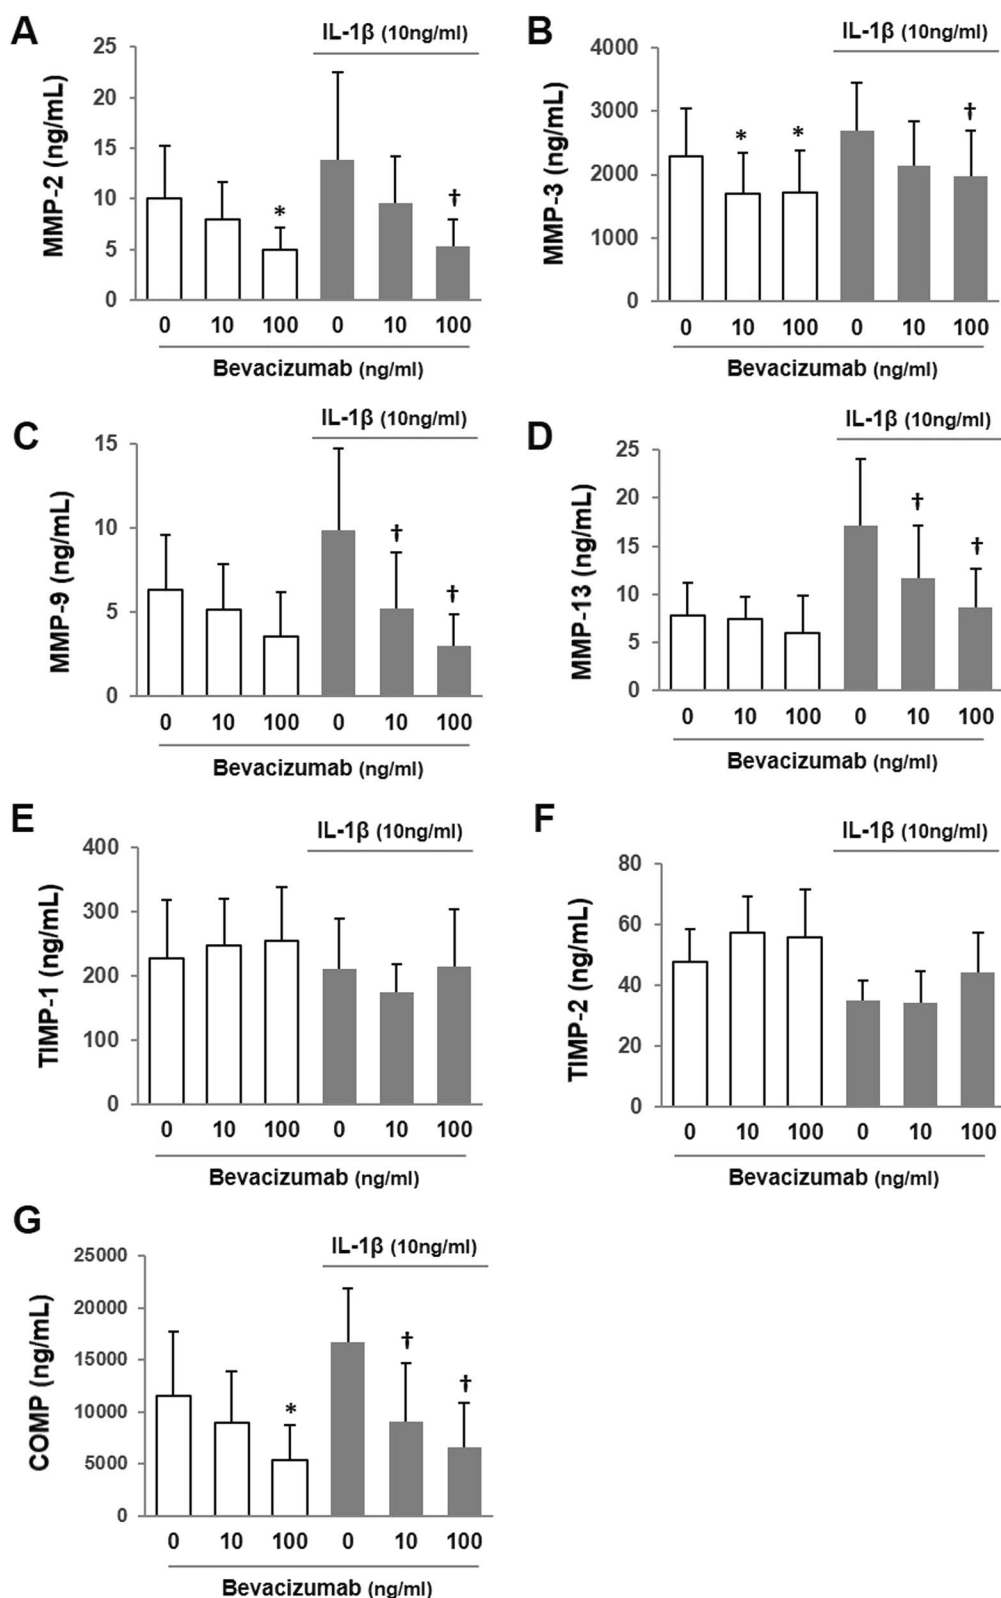 A
IL-1β (10ng/ml)
MMP-2 (ng/mL)
25
20
15
10
5
0
*
†
0 10 100 0 10 100
Bevacizumab (ng/ml)
B
IL-1β (10ng/ml)
MMP-3 (ng/mL)
4000
3000
2000
1000
0
* *
†
0 10 100 0 10 100
Bevacizumab (ng/ml)
C
IL-1β (10ng/ml)
MMP-9 (ng/mL)
15
10
5
0
†
†
0 10 100 0 10 100
Bevacizumab (ng/ml)
D
IL-1β (10ng/ml)
MMP-13 (ng/mL)
25
20
15
10
5
0
†
†
0 10 100 0 10 100
Bevacizumab (ng/ml)
E
IL-1β (10ng/ml)
TIMP-1 (ng/mL)
400
300
200
100
0
0 10 100 0 10 100
Bevacizumab (ng/ml)
F
IL-1β (10ng/ml)
TIMP-2 (ng/mL)
80
60
40
20
0
0 10 100 0 10 100
Bevacizumab (ng/ml)
G
IL-1β (10ng/ml)
COMP (ng/mL)
25000
20000
15000
10000
5000
0
*
†
†
0 10 100 0 10 100
Bevacizumab (ng/ml)